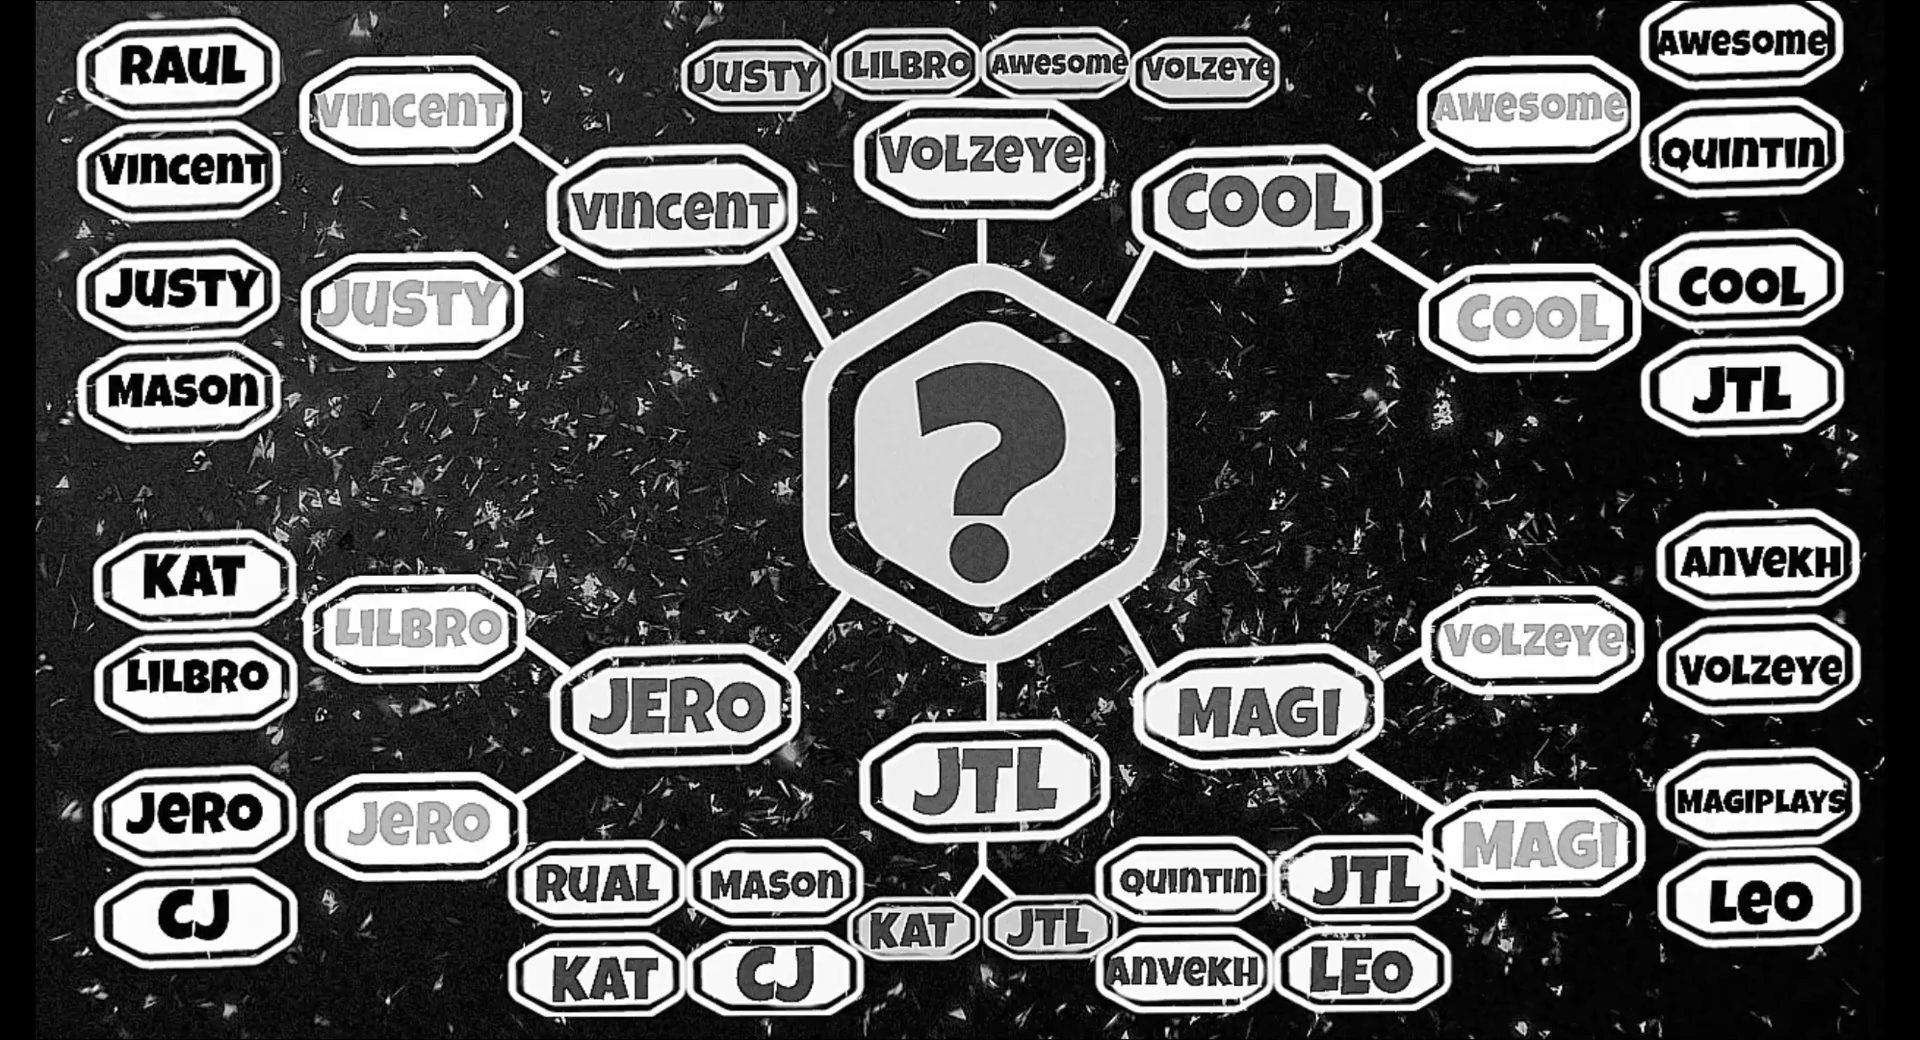 RAUL
VINCENT
JUSTY
MASON
VINCENT
JUSTY
VINCENT
JUSTY
LILBRO
AWESOME
VOLZEYE
VOLZEYE
COOL
AWESOME
COOL
AWESOME
QUINTIN
COOL
JTL
?
KAT
LILBRO
JERO
CJ
LILBRO
JERO
JERO
JTL
MAGI
VOLZEYE
MAGI
ANVEKH
VOLZEYE
MAGIPLAYS
LEO
RUAL
MASON
KAT
CJ
KAT
JTL
QUINTIN
JTL
ANVEKH
LEO